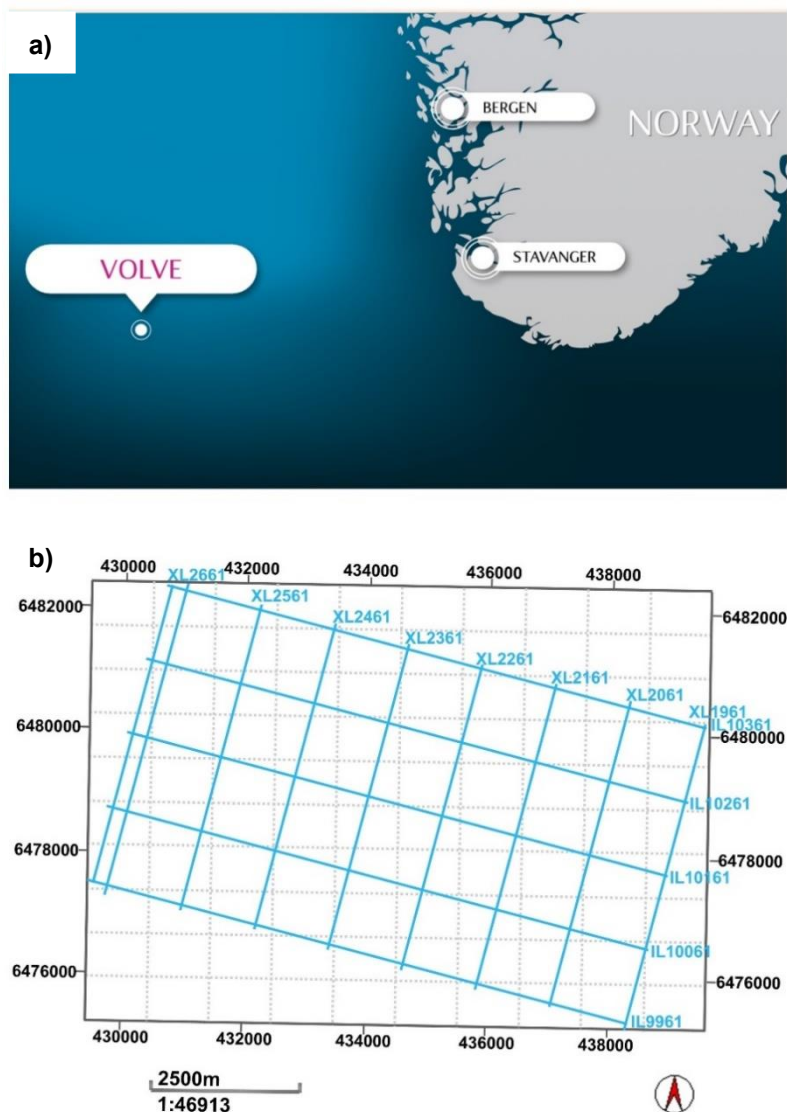 a)
BERGEN
NORWAY
STAVANGER
VOLVE
b)
430000 432000 434000 436000 438000
XL2661
XL2561
XL2461
XL2361
XL2261
XL2161
XL2061
XL1961
IL10361
IL10261
IL10161
IL10061
IL9961
6482000
6480000
6478000
6476000
6482000
6480000
6478000
6476000
430000 432000 434000 436000 438000
2500m
1:46913